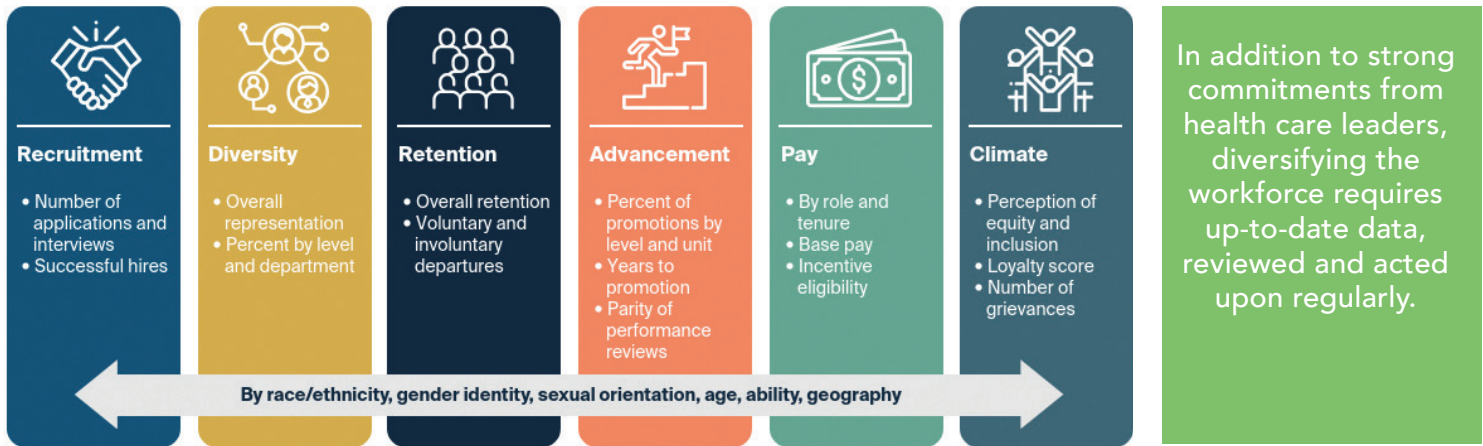 Recruitment
• Number of
applications and
interviews
• Successful hires
Diversity
• Overall
representation
• Percent by level
and department
Retention
• Overall retention
• Voluntary and
involuntary
departures
Advancement
• Percent of
promotions by
level and unit
• Years to
promotion
• Parity of
performance
reviews
Pay
• By role and
tenure
• Base pay
• Incentive
eligibility
Climate
• Perception of
equity and
inclusion
• Loyalty score
• Number of
grievances
By race/ethnicity, gender identity, sexual orientation, age, ability, geography
In addition to strong
commitments from
health care leaders,
diversifying the
workforce requires
up-to-date data,
reviewed and acted
upon regularly.